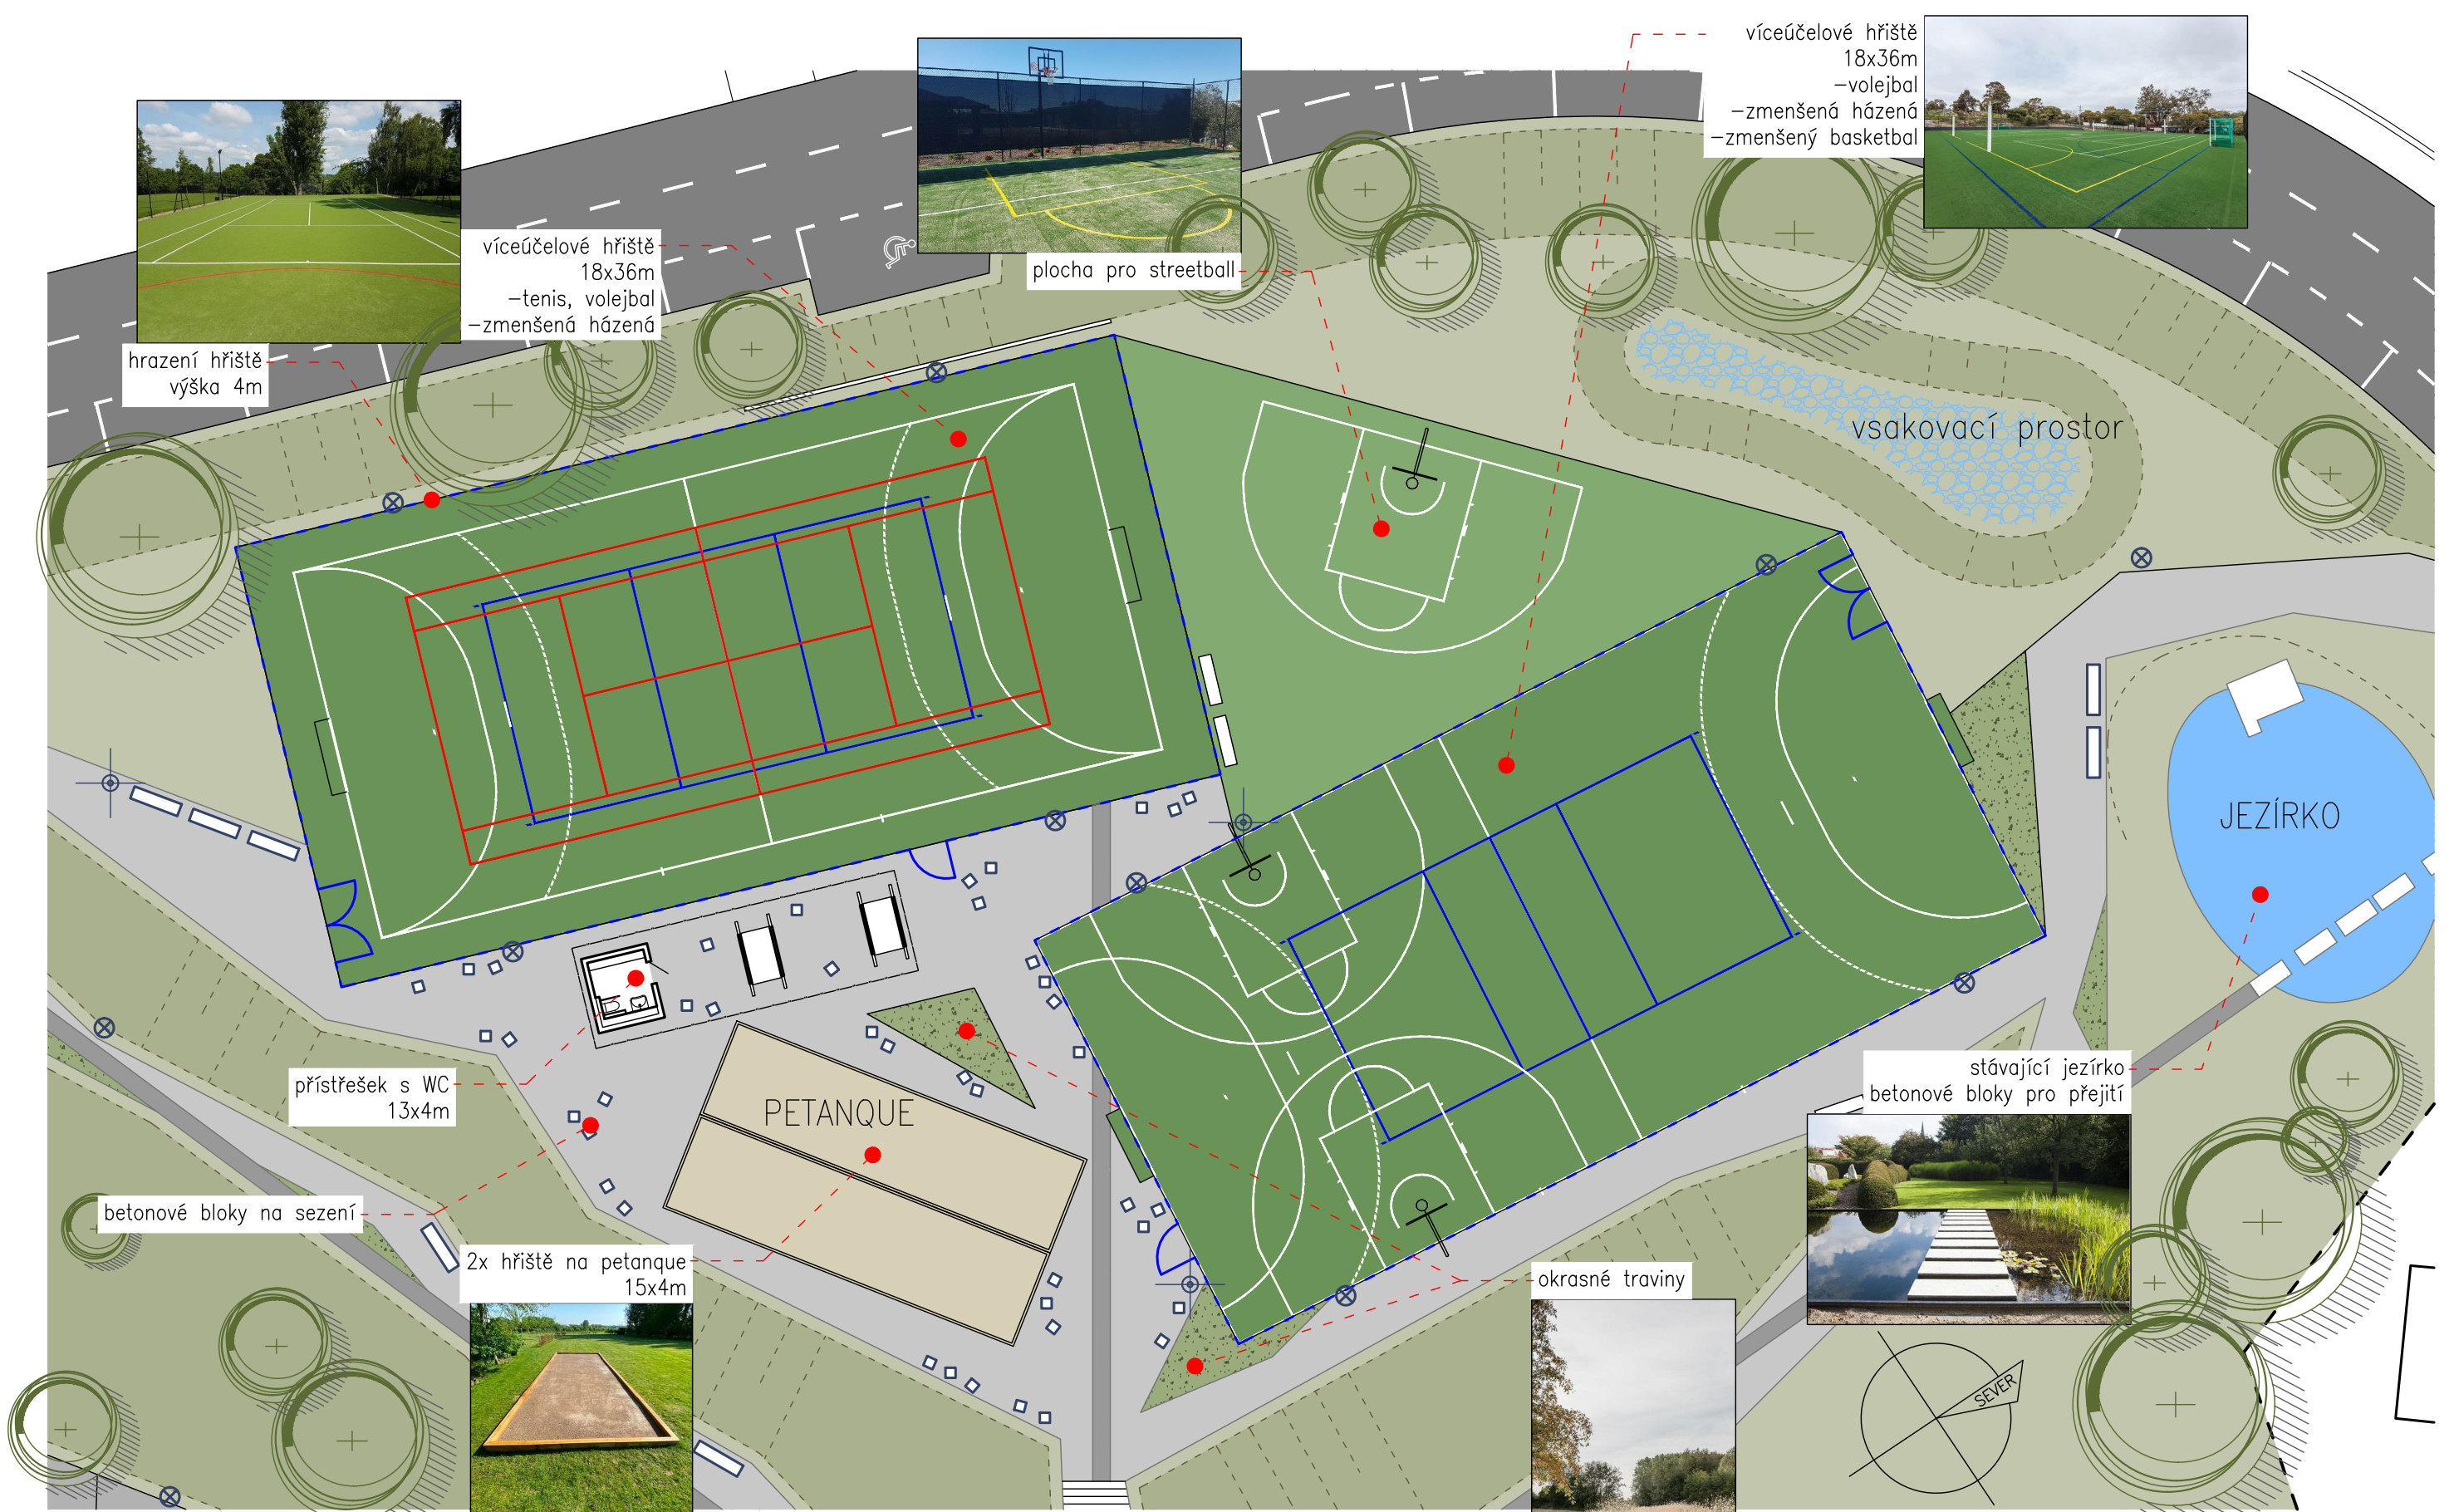 víceúčelové hřiště
18x36m
-volejbal
-zmenšená házená
-zmenšený basketbal
víceúčelové hřiště
18x36m
-tenis, volejbal
-zmenšená házená
plocha pro streetball
hrazení hřiště
výška 4m
vsakovací prostor
JEZÍRKO
přístřešek s WC
13x4m
PETANQUE
stávající jezírko
betonové bloky pro přejití
betonové bloky na sezení
2x hřiště na petanque
15x4m
okrasné traviny
SEVER